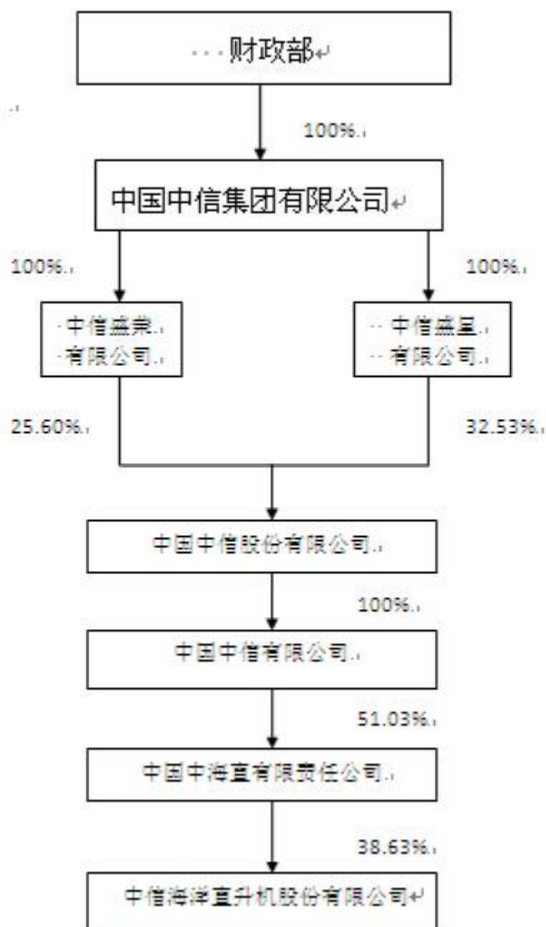 财政部
100%
中国中信集团有限公司
100%
100%
中信盛荣
有限公司
中信盛星
有限公司
25.60%
32.53%
中国中信股份有限公司
100%
中国中信有限公司
51.03%
中国中海直有限责任公司
38.63%
中信海洋直升机股份有限公司